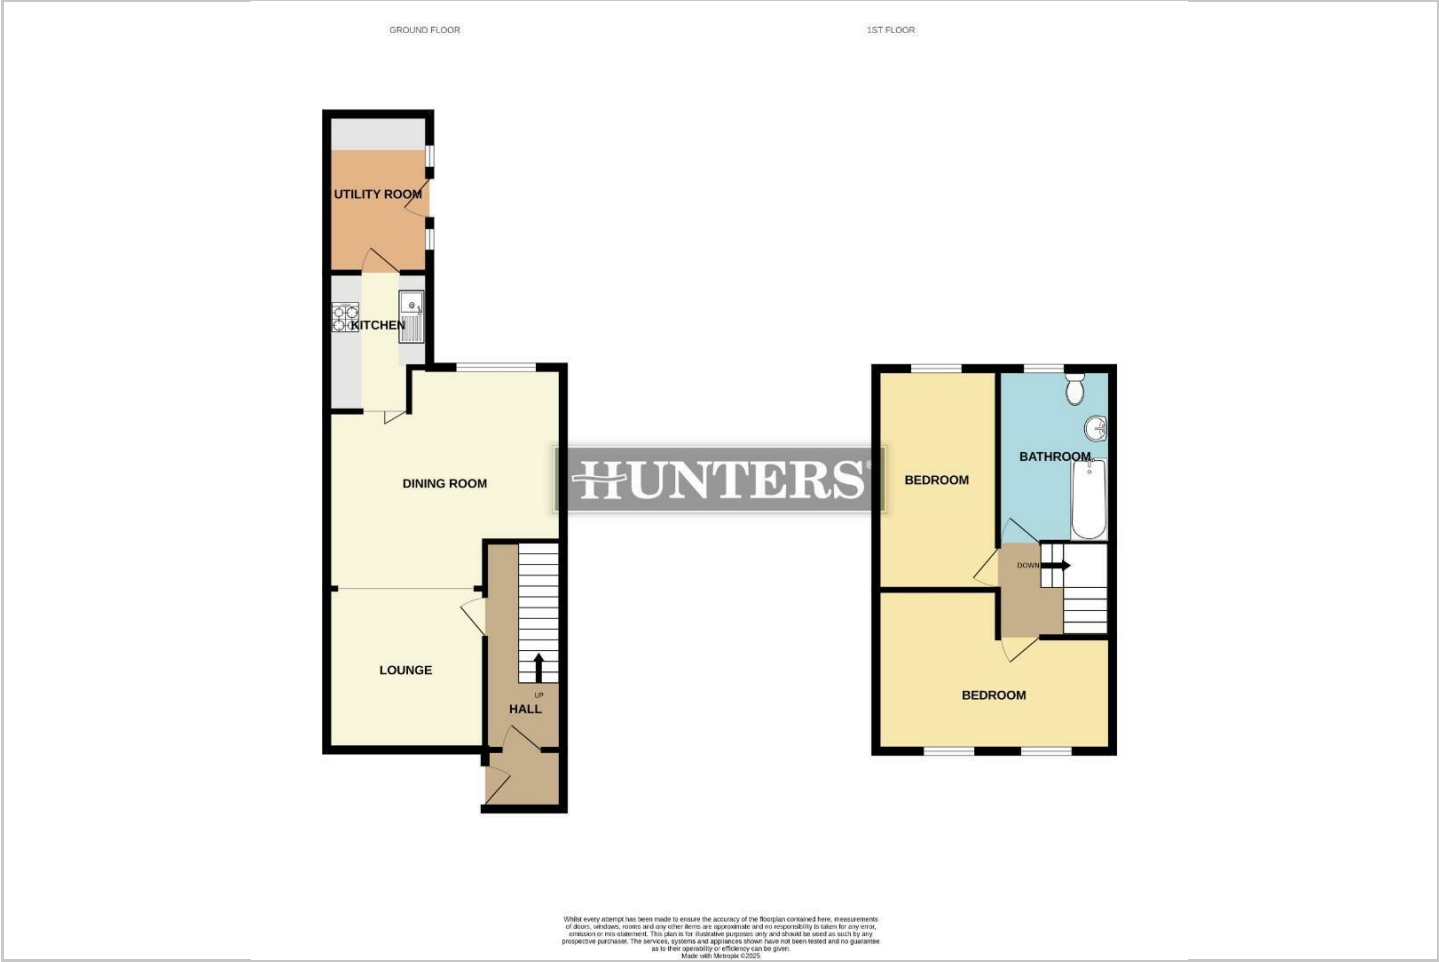 GROUND FLOOR
1ST FLOOR
UTILITY ROOM
KITCHEN
DINING ROOM
LOUNGE
UP
HALL
HUNTERS®
BEDROOM
BATHROOM
DOWN
BEDROOM
Whilst every attempt has been made to ensure the accuracy of the floorplan contained here, measurements
of doors, windows, rooms and any other items are approximate and no responsibility is taken for any error,
omission or mis-statement. This plan is for illustrative purposes only and should be used as such by any
prospective purchaser. The services, systems and appliances shown have not been tested and no guarantee
as to their operability or efficiency can be given.
Made with Metropix ©2025